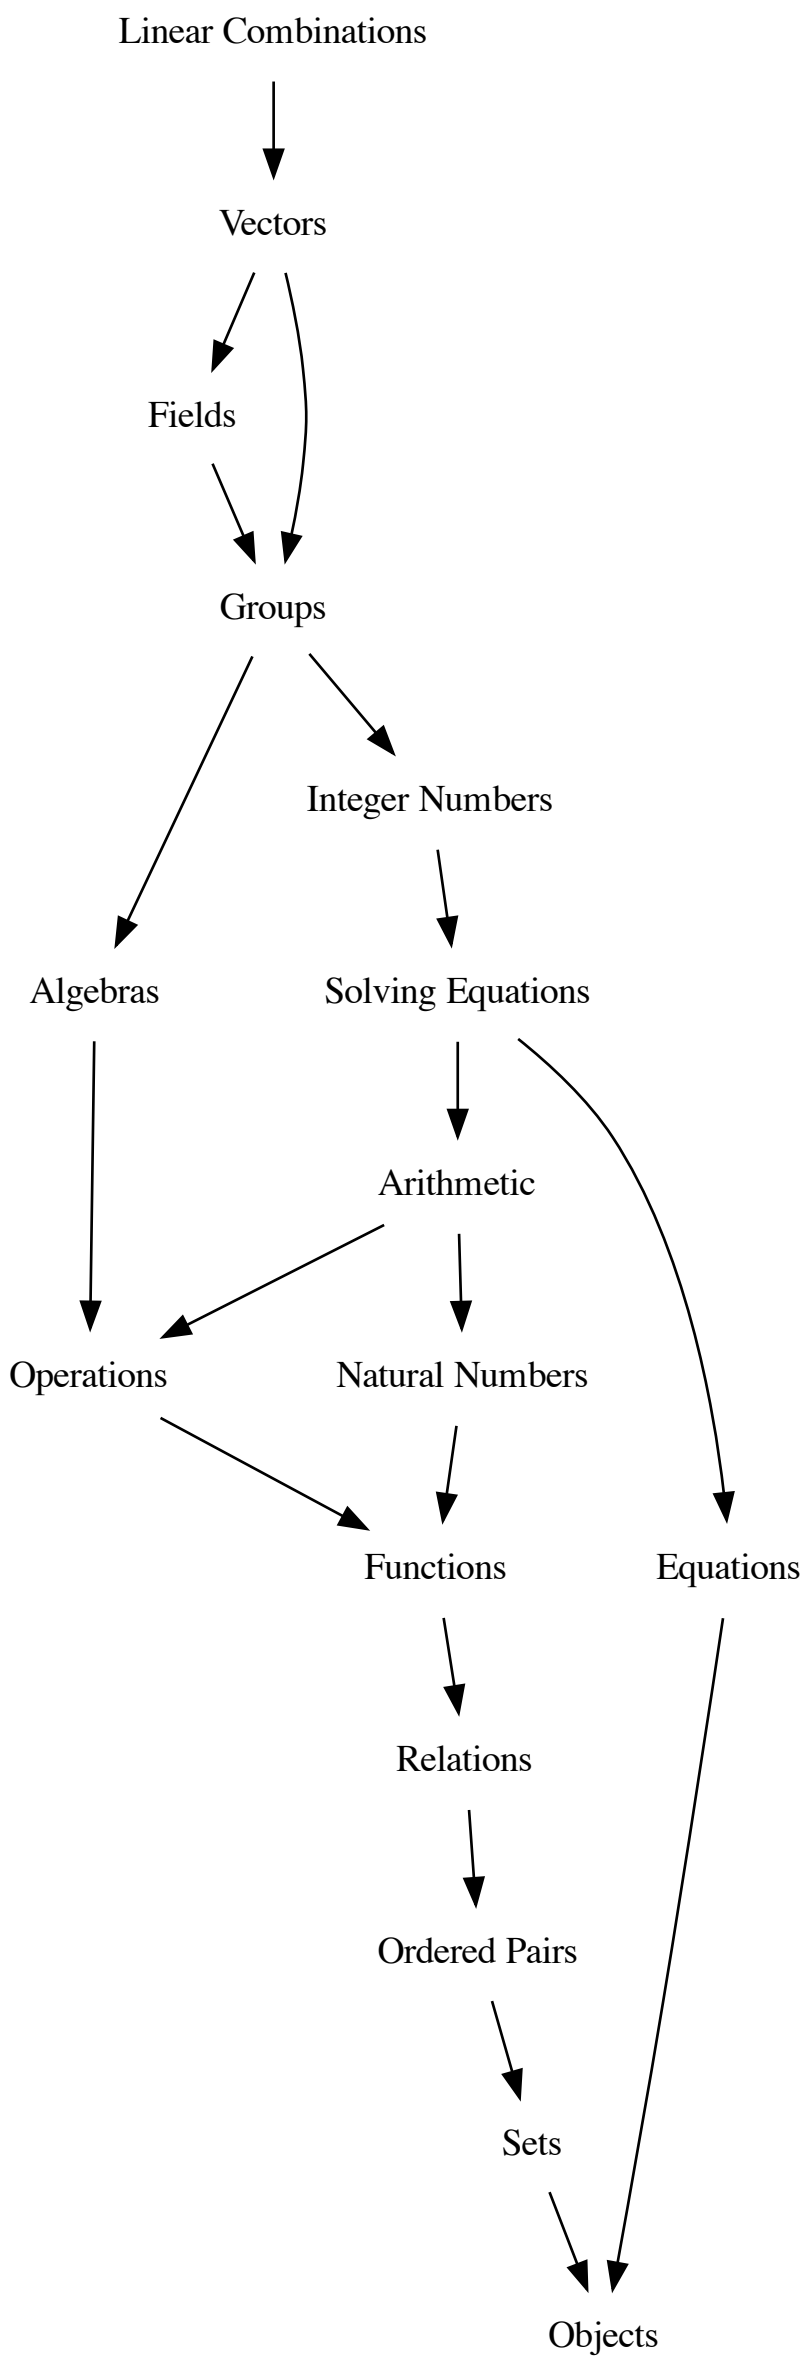 Linear Combinations
Vectors
Fields
Groups
Integer Numbers
Algebras
Solving Equations
Arithmetic
Operations
Natural Numbers
Functions
Equations
Relations
Ordered Pairs
Sets
Objects